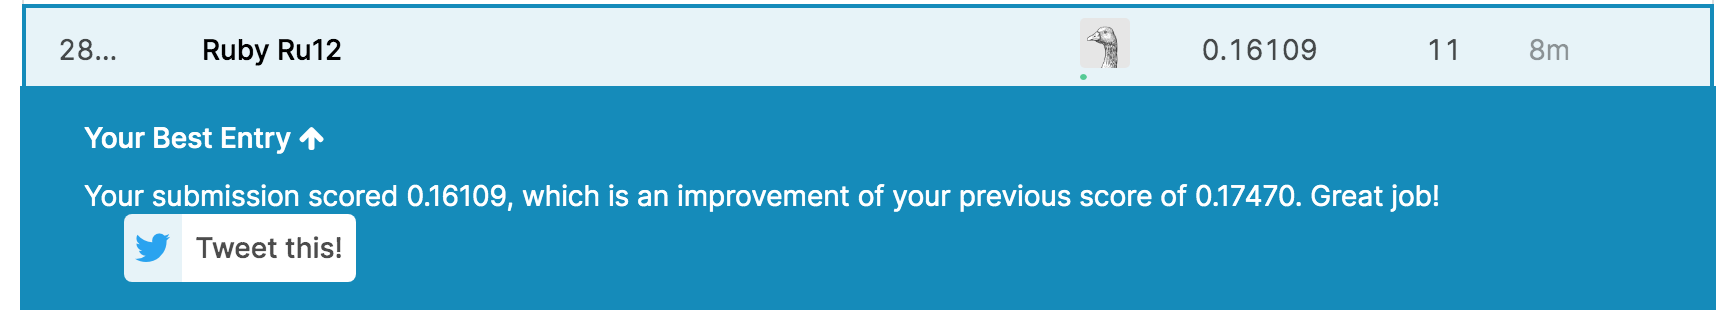 28... Ruby Ru12 0.16109 11 8m
Your Best Entry
Your submission scored 0.16109, which is an improvement of your previous score of 0.17470. Great job!
Tweet this!